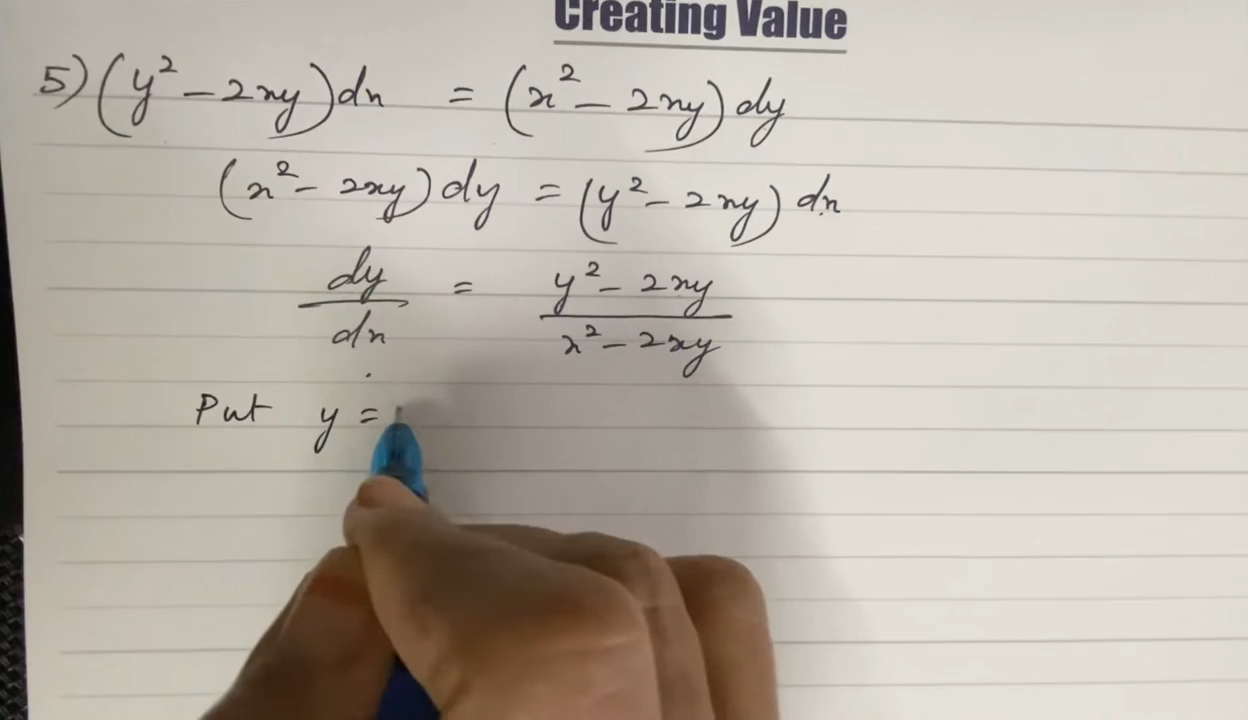 Creating Value
5) (y² - 2xy)dx = (x² - 2xy)dy
(x² - 2xy)dy = (y² - 2xy) dx
dy/dx = y² - 2xy/x² - 2xy
Put y =